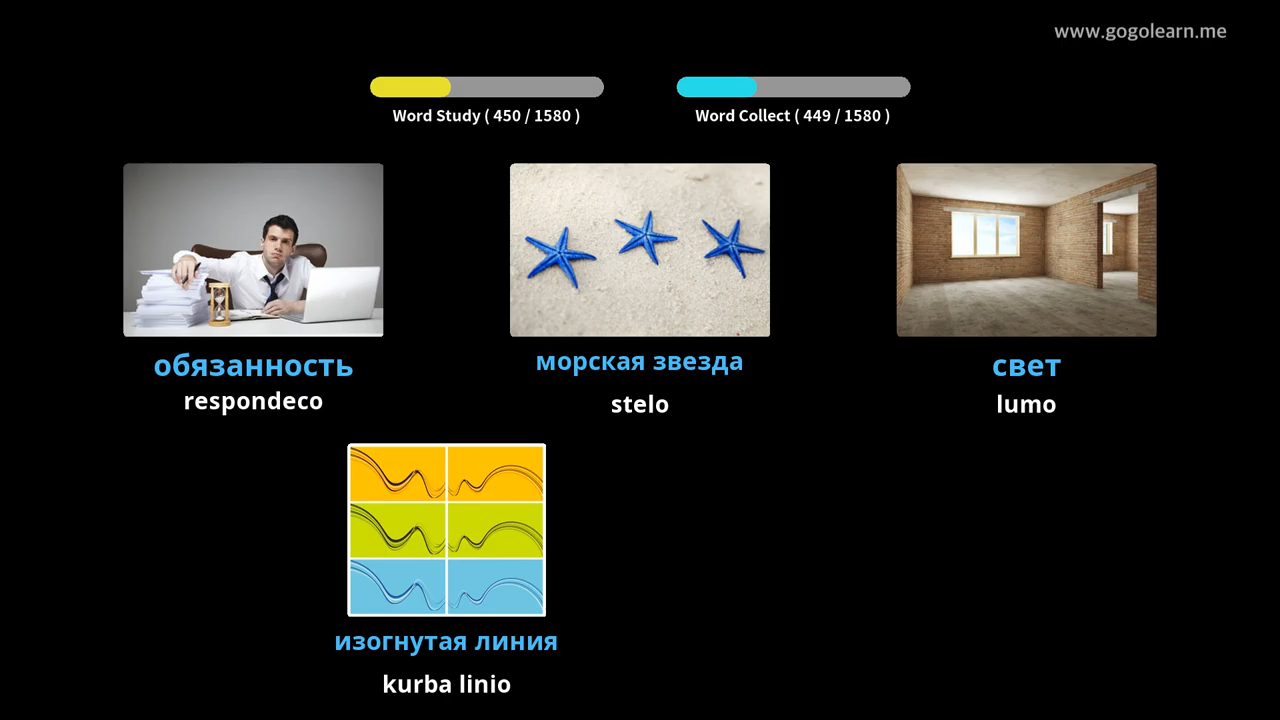 www.gogolearn.me
Word Study ( 450 / 1580 )
Word Collect ( 449 / 1580 )
обязанность
respondeco
морская звезда
stelo
свет
lumo
изогнутая линия
kurba linio